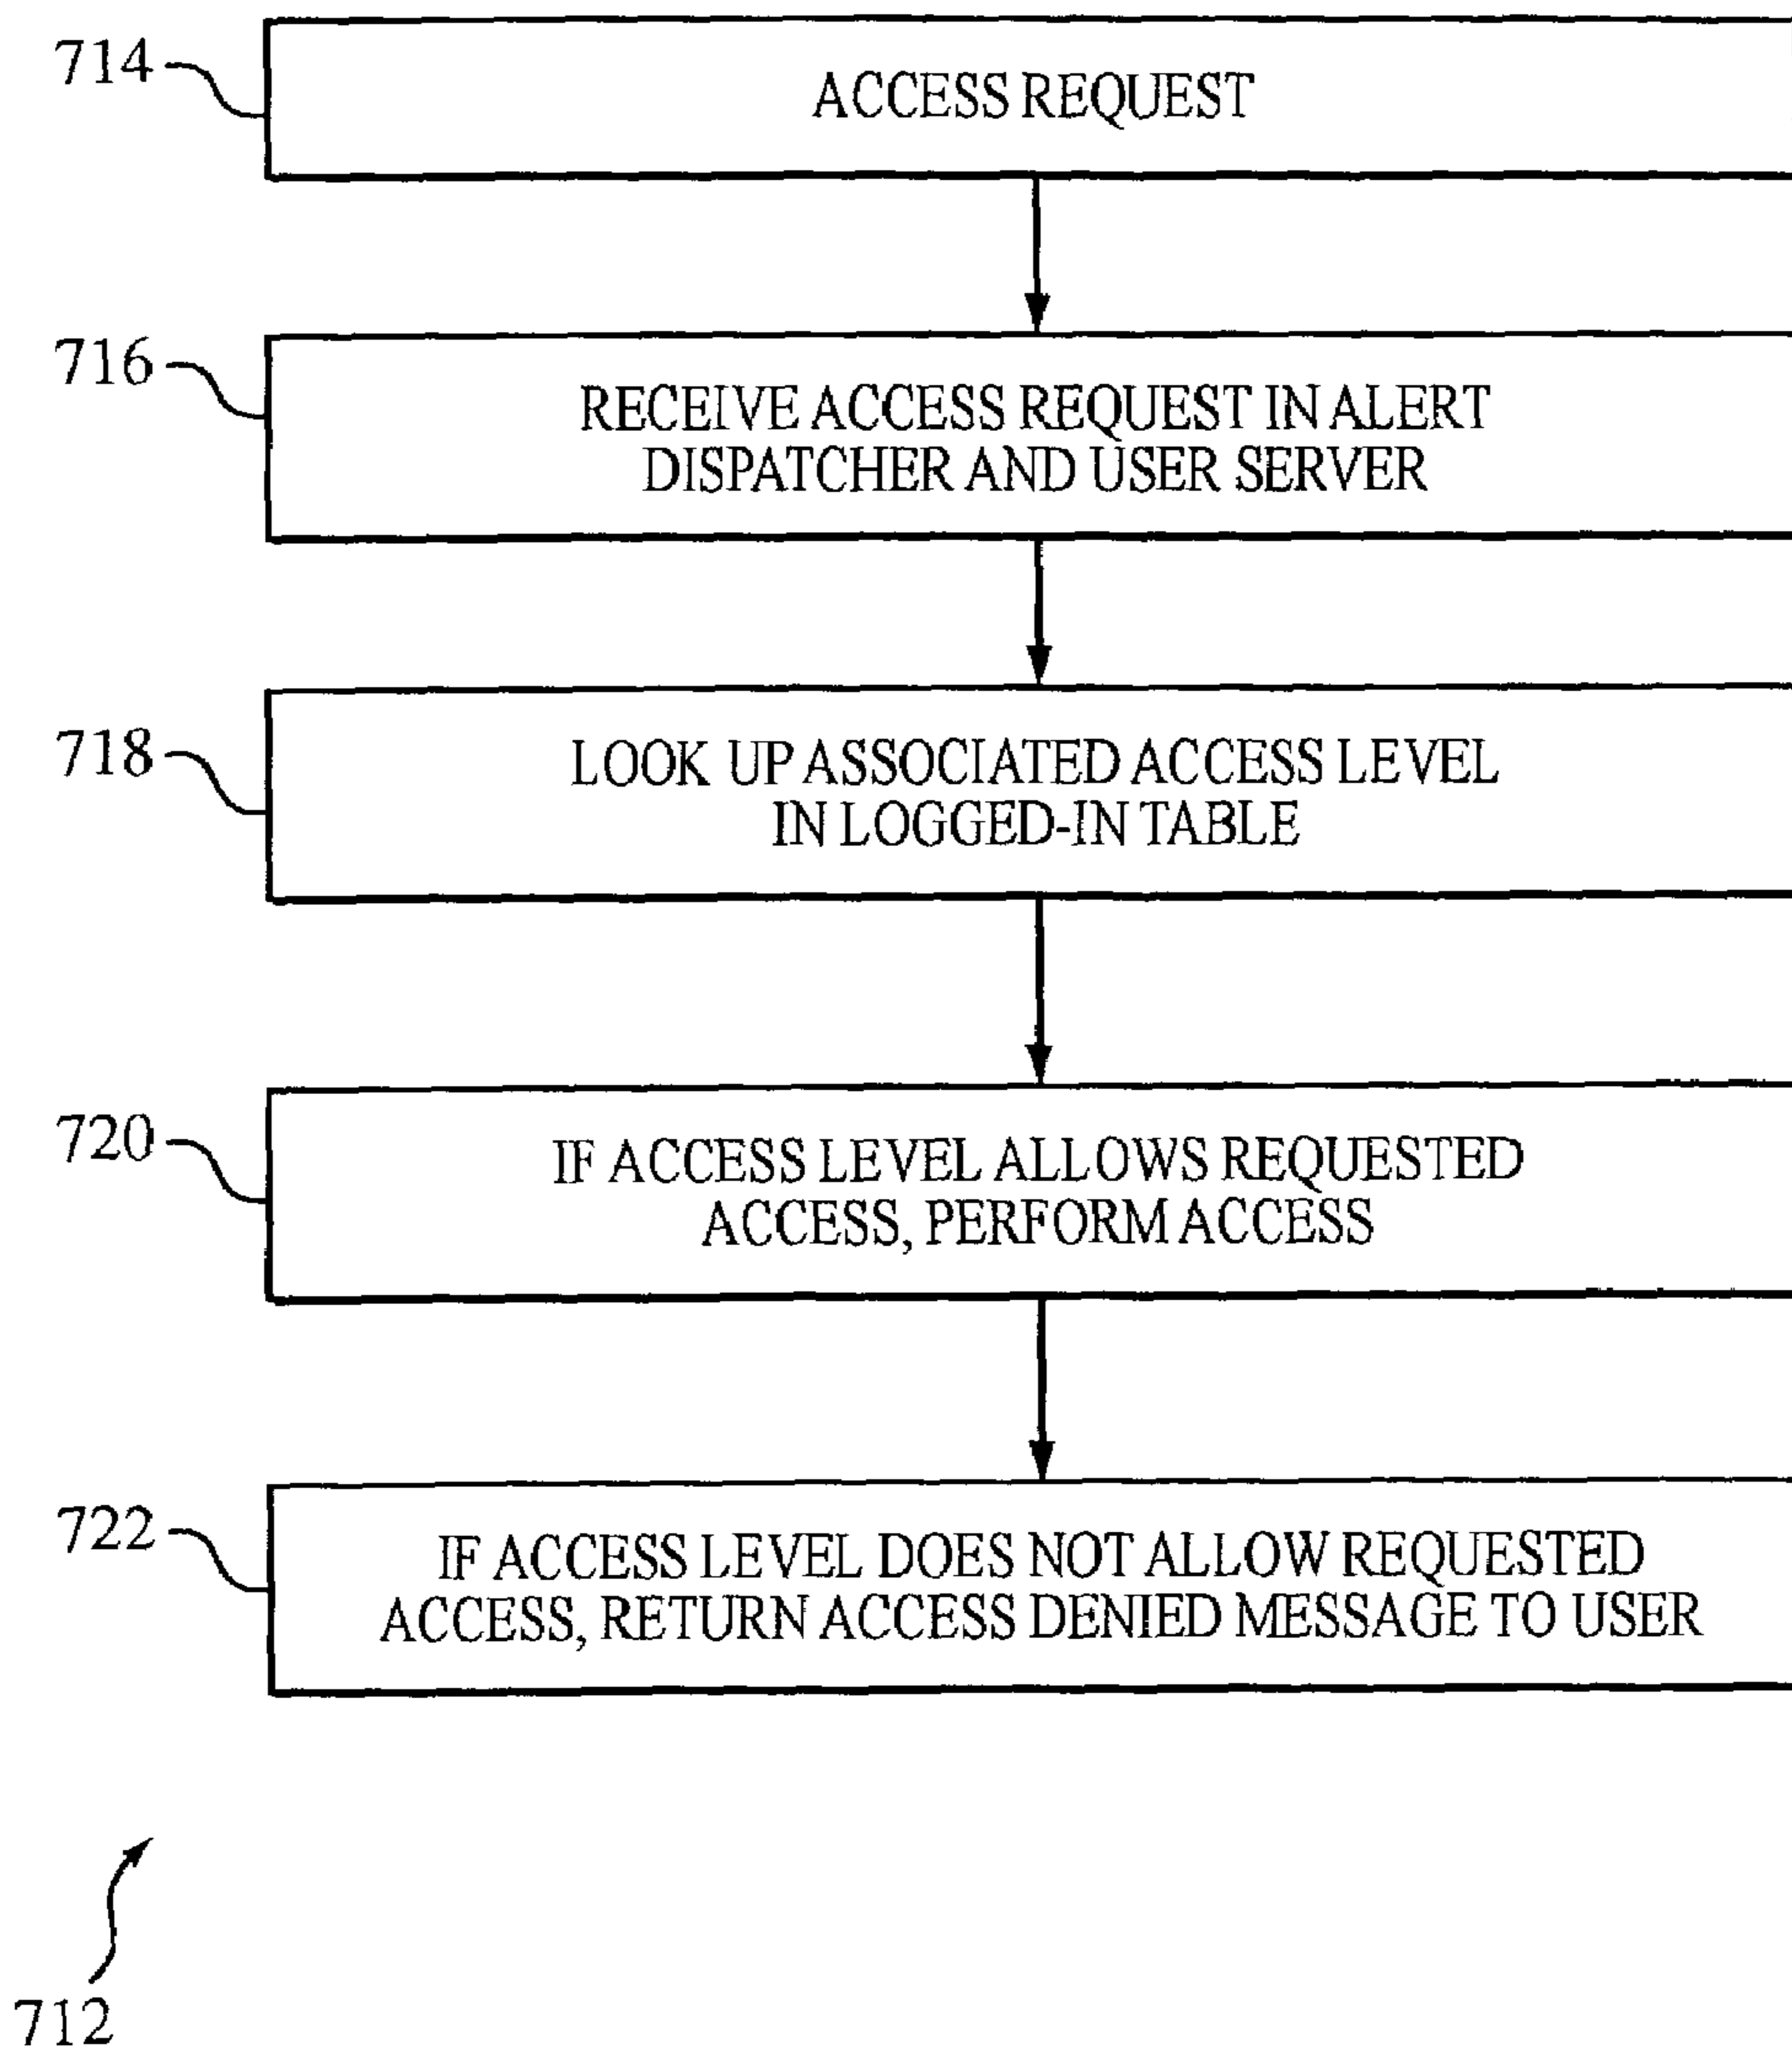 714
ACCESS REQUEST
716
RECEIVE ACCESS REQUEST IN ALERT
DISPATCHER AND USER SERVER
718
LOOK UP ASSOCIATED ACCESS LEVEL
IN LOGGED-IN TABLE
720
IF ACCESS LEVEL ALLOWS REQUESTED
ACCESS, PERFORM ACCESS
722
IF ACCESS LEVEL DOES NOT ALLOW REQUESTED
ACCESS, RETURN ACCESS DENIED MESSAGE TO USER
712